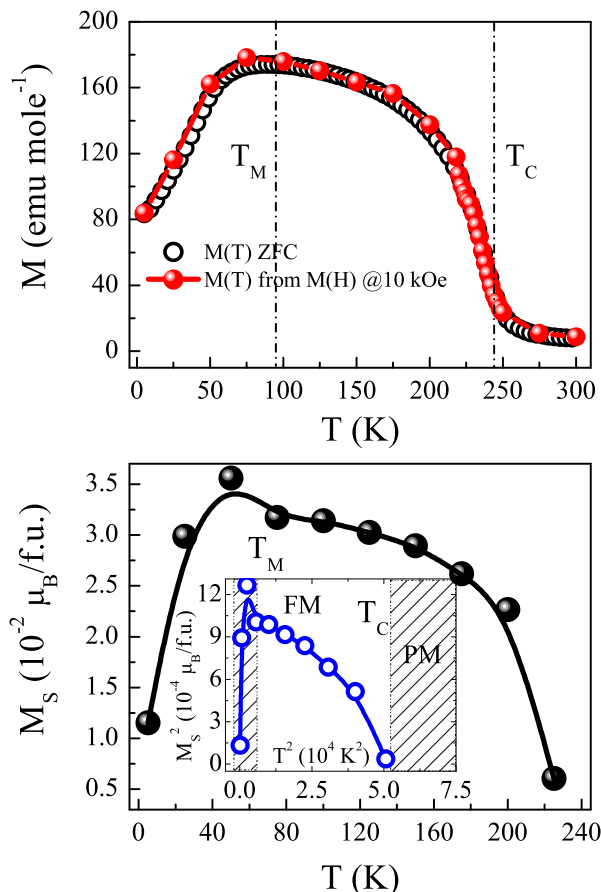 M (emu mole⁻¹)
200
160
120
80
40
0
T_M
T_C
M(T) ZFC
M(T) from M(H) @10 kOe
0 50 100 150 200 250 300
T (K)
M_S (10⁻² μ_B/f.u.)
3.5
3.0
2.5
2.0
1.5
1.0
0.5
T_M
M_S² (10⁻⁴ μ_B/f.u.)
12
9
6
3
0
FM
T_C
PM
T² (10⁴ K²)
0.0 2.5 5.0 7.5
0 40 80 120 160 200 240
T (K)